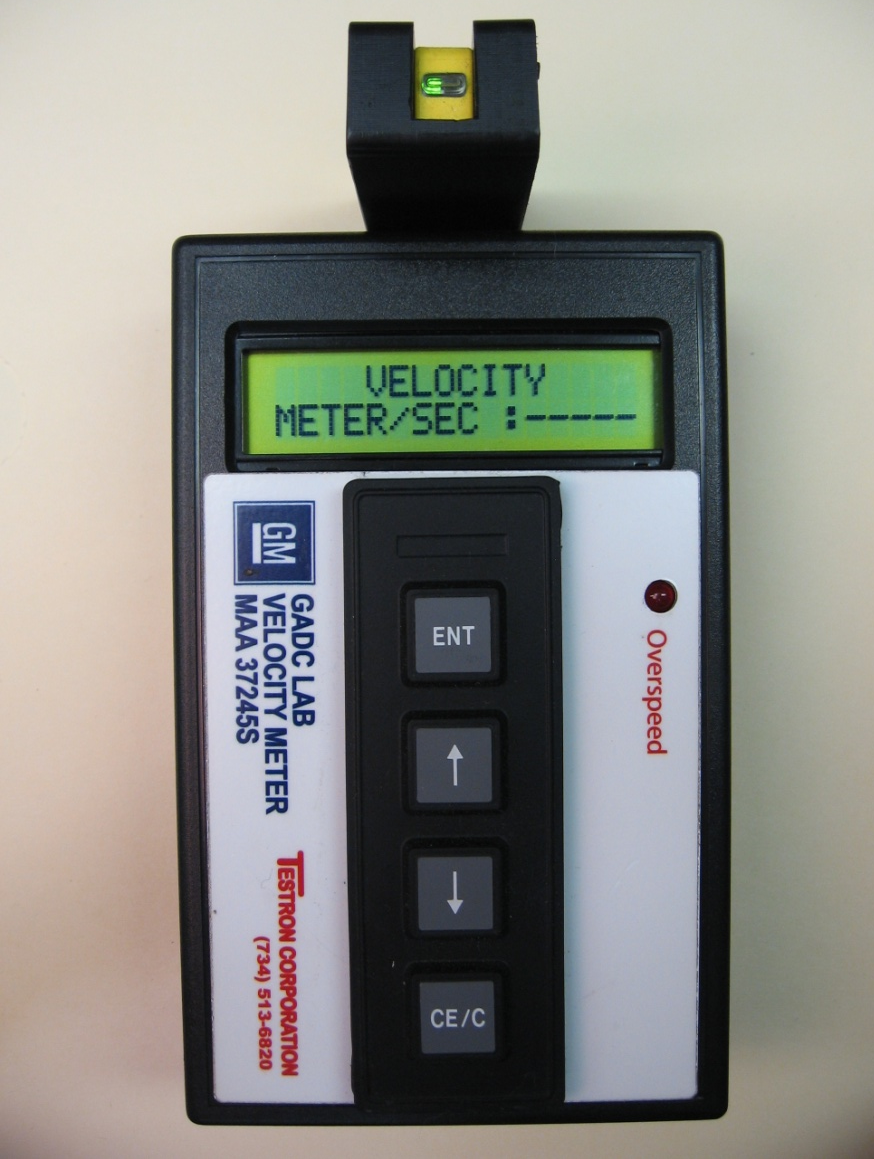 VELOCITY
METER/SEC :-----
GM
GADC LAB
VELOCITY METER
MAA 37245S
TESTRON CORPORATION
(734) 513-6820
Overspeed
ENT
↑
↓
CE/C